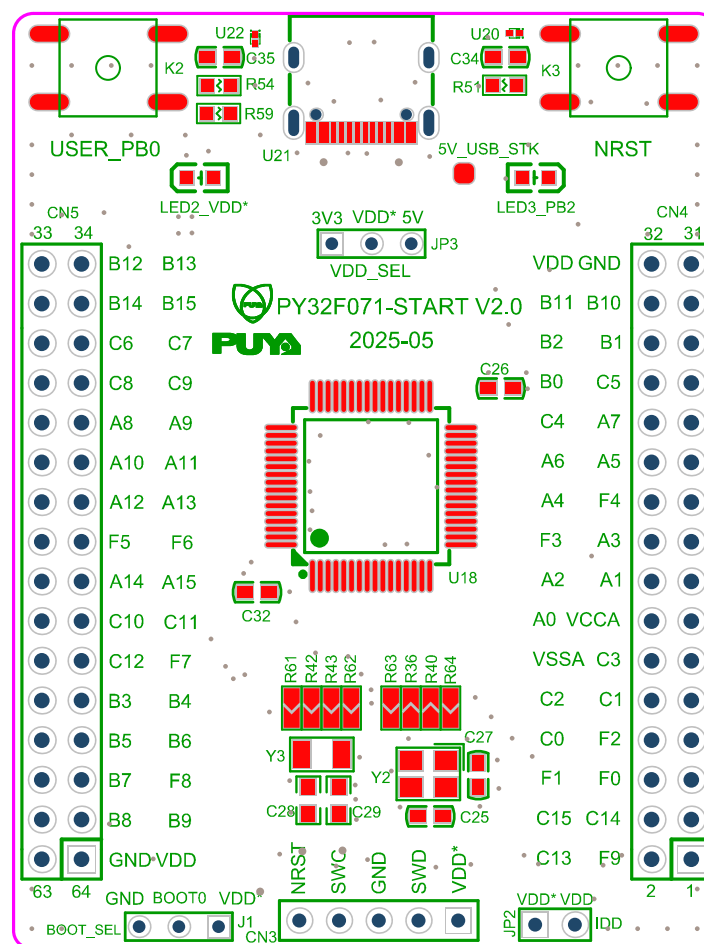 U22
U20
K2
C35
C34
K3
R54
R51
R59
USER_PB0
U21
5V_USB_STK
NRST
LED2_VDD*
LED3_PB2
CN5
CN4
33 34
3V3 VDD* 5V
JP3
32 31
VDD_SEL
B12 B13
VDD GND
B14 B15
PUYA
PY32F071-START V2.0
B11 B10
C6 C7
PUYA
2025-05
B2 B1
C8 C9
C26
B0 C5
A8 A9
C4 A7
A10 A11
A6 A5
A12 A13
A4 F4
F5 F6
F3 A3
A14 A15
U18
A2 A1
C10 C11
C32
A0 VCCA
C12 F7
R61 R42 R43 R62
R63 R36 R40 R64
VSSA C3
B3 B4
C2 C1
B5 B6
Y3
C27
C0 F2
B7 F8
Y2
F1 F0
B8 B9
C28 C29
C25
C15 C14
GND VDD
NRST SWC GND SWD VDD*
C13 F9
63 64
2 1
GND BOOT0 VDD*
VDD* VDD
BOOT_SEL
J1
CN3
JP2
IDD